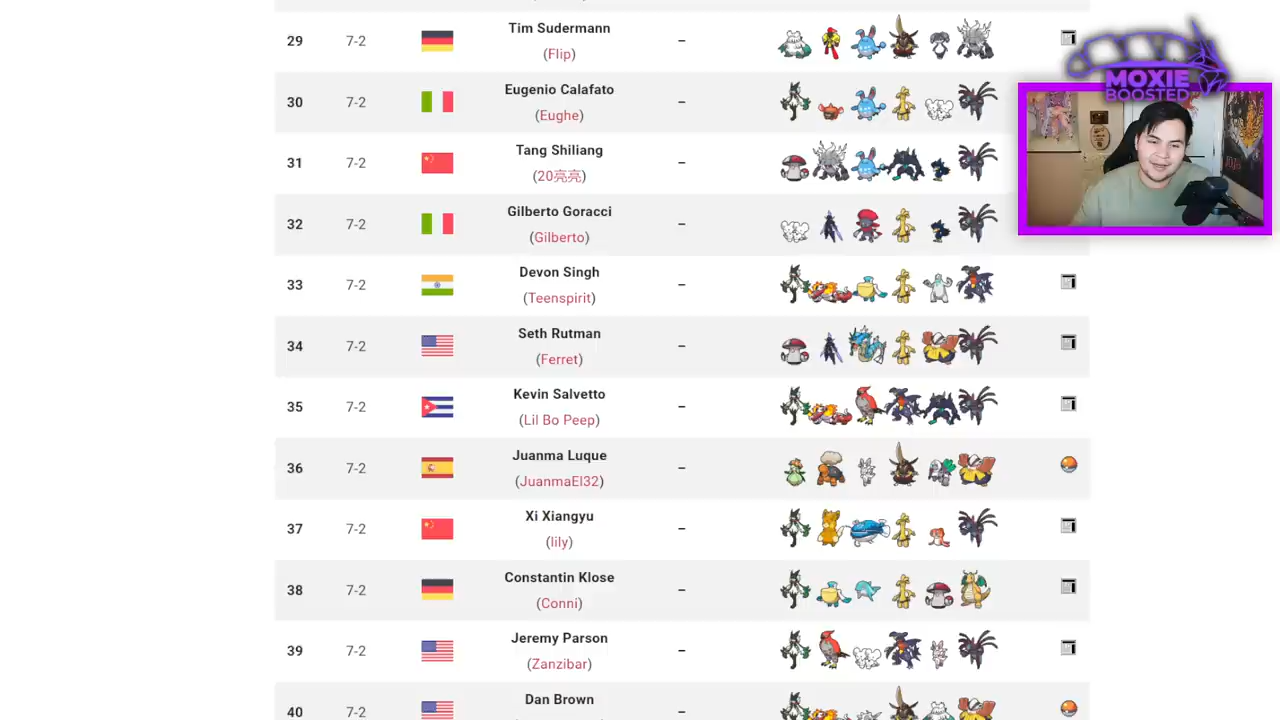 29 7-2 Tim Sudermann –
(Flip)
30 7-2 Eugenio Calafato –
(Eughe)
31 7-2 Tang Shiliang –
(20亮亮)
32 7-2 Gilberto Goracci –
(Gilberto)
33 7-2 Devon Singh –
(Teenspirit)
34 7-2 Seth Rutman –
(Ferret)
35 7-2 Kevin Salvetto –
(Lil Bo Peep)
36 7-2 Juanma Luque –
(JuanmaEl32)
37 7-2 Xi Xiangyu –
(lily)
38 7-2 Constantin Klose –
(Conni)
39 7-2 Jeremy Parson –
(Zanzibar)
40 7-2 Dan Brown –
MOXIE
BOOSTED